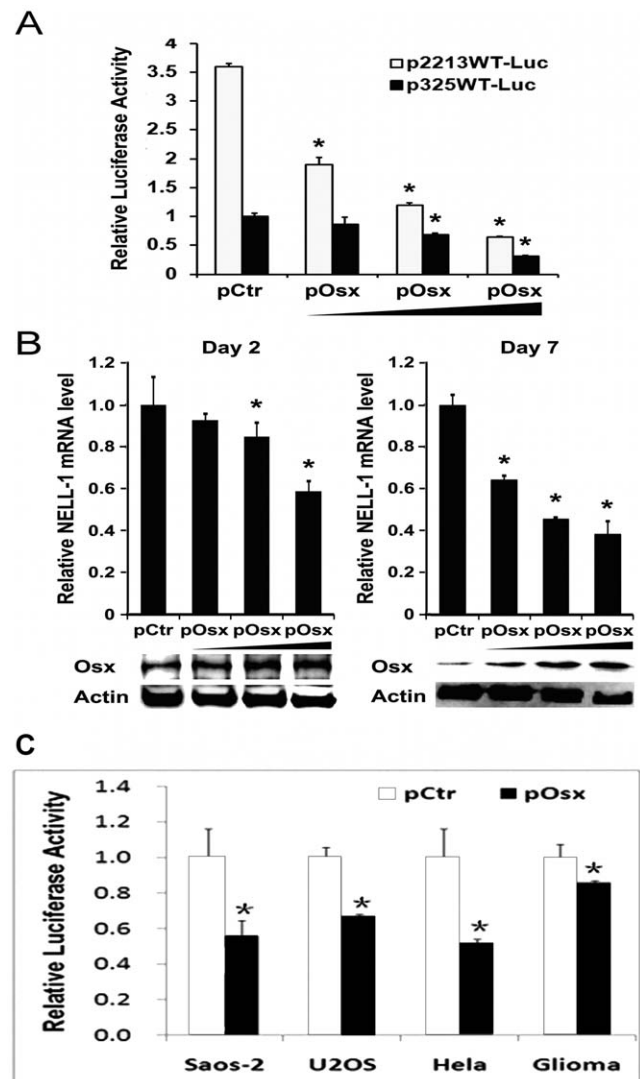 A
Relative Luciferase Activity
4
3.5
3
2.5
2
1.5
1
0.5
0
p2213WT-Luc
p325WT-Luc
*
* *
* *
pCtr pOsx pOsx pOsx
B
Day 2
Relative NELL-1 mRNA level
1.2
1.0
0.8
0.6
0.4
0.2
0
*
*
pCtr pOsx pOsx pOsx
Osx
Actin
Day 7
Relative NELL-1 mRNA level
1.2
1.0
0.8
0.6
0.4
0.2
0
*
*
*
pCtr pOsx pOsx pOsx
Osx
Actin
C
Relative Luciferase Activity
1.4
1.2
1.0
0.8
0.6
0.4
0.2
0.0
pCtr pOsx
* * * *
Saos-2 U2OS Hela Glioma